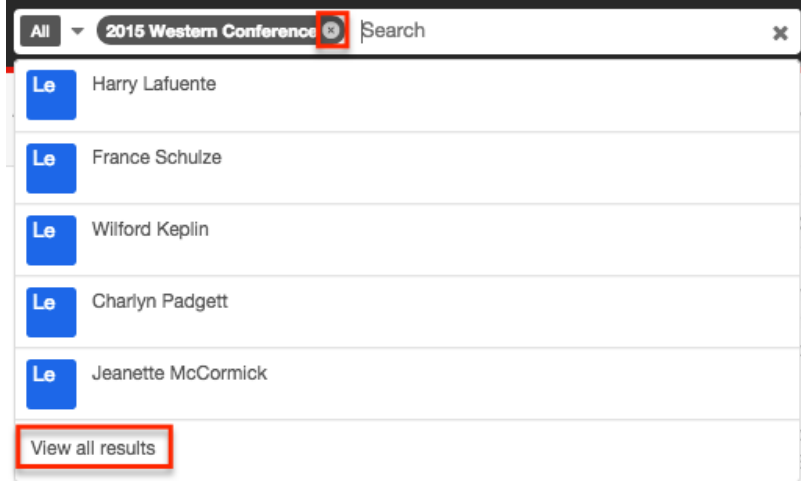 All 2015 Western Conference Search
Le Harry Lafuente
Le France Schulze
Le Wilford Keplin
Le Charlyn Padgett
Le Jeanette McCormick
View all results